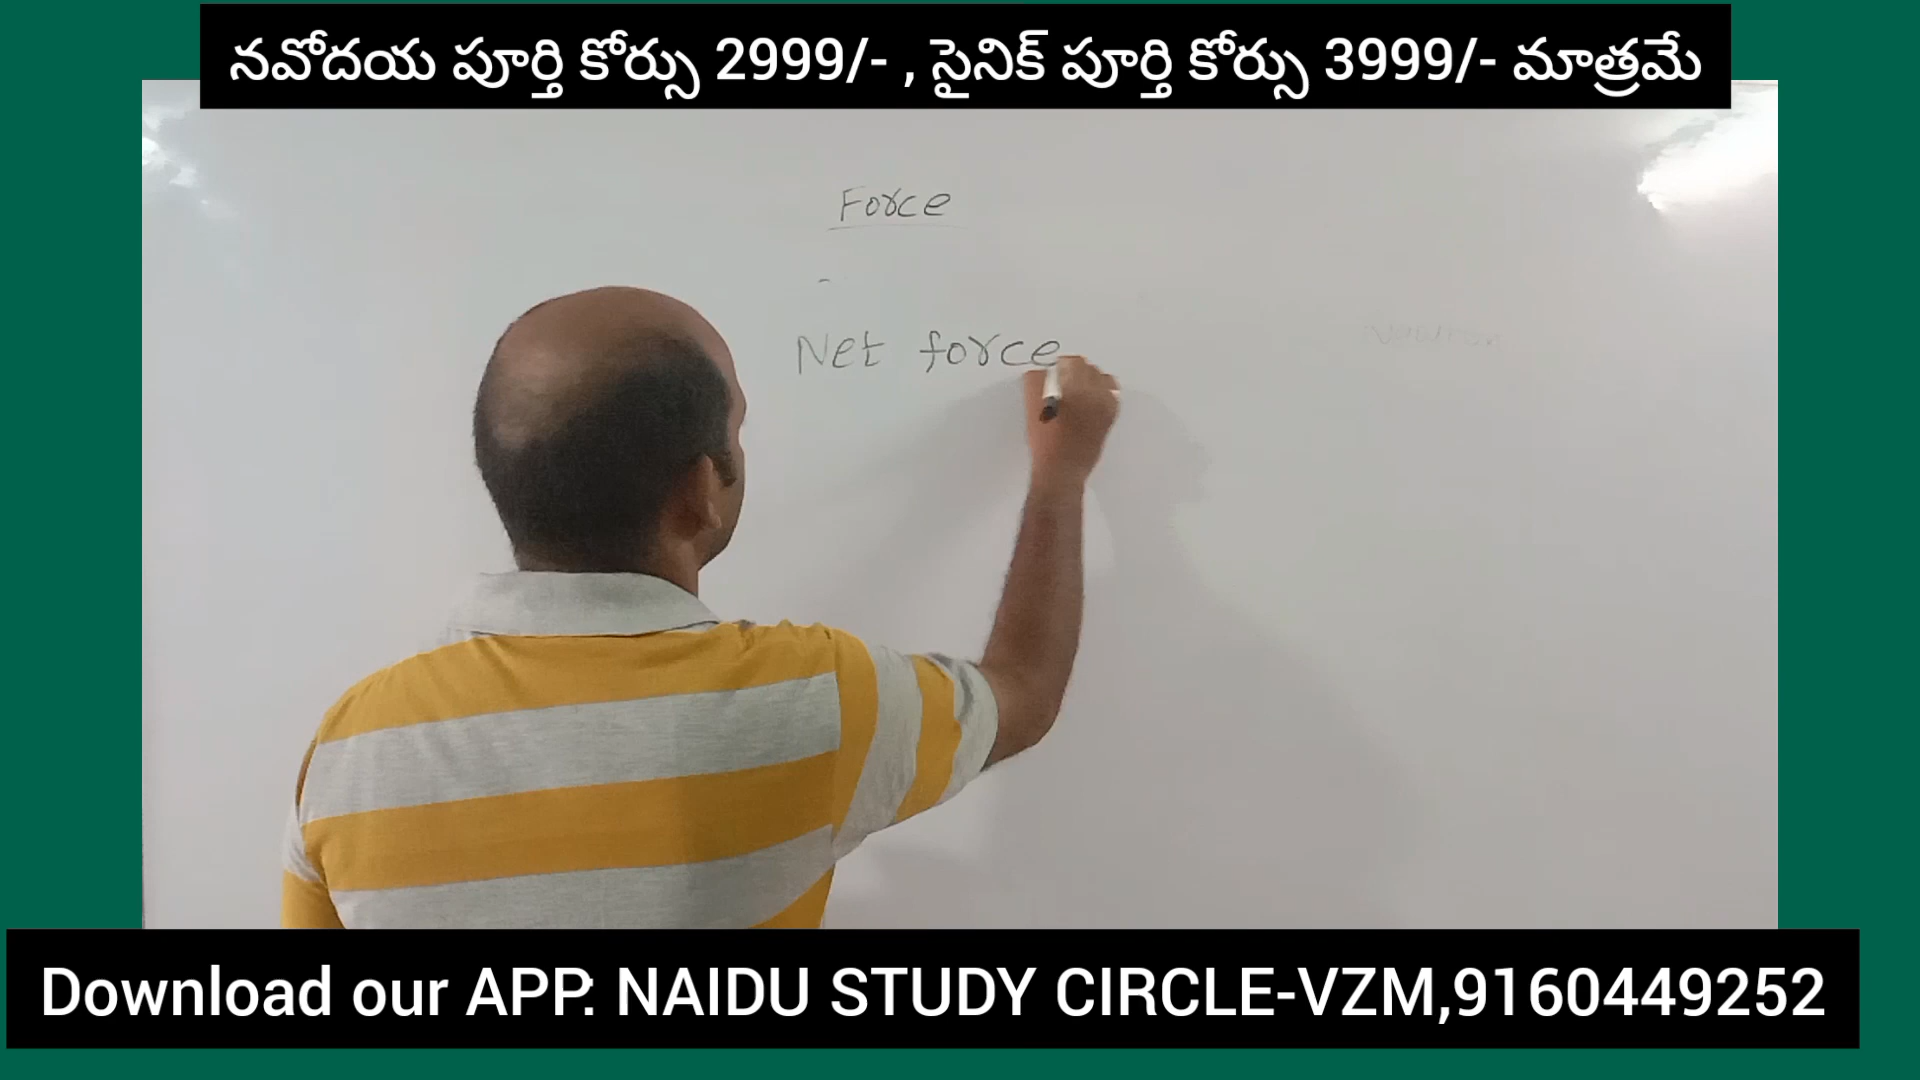 నవోదయ పూర్తి కోర్సు 2999/- , సైనిక్ పూర్తి కోర్సు 3999/- మాత్రమే
Force
Net force
Download our APP: NAIDU STUDY CIRCLE-VZM,9160449252